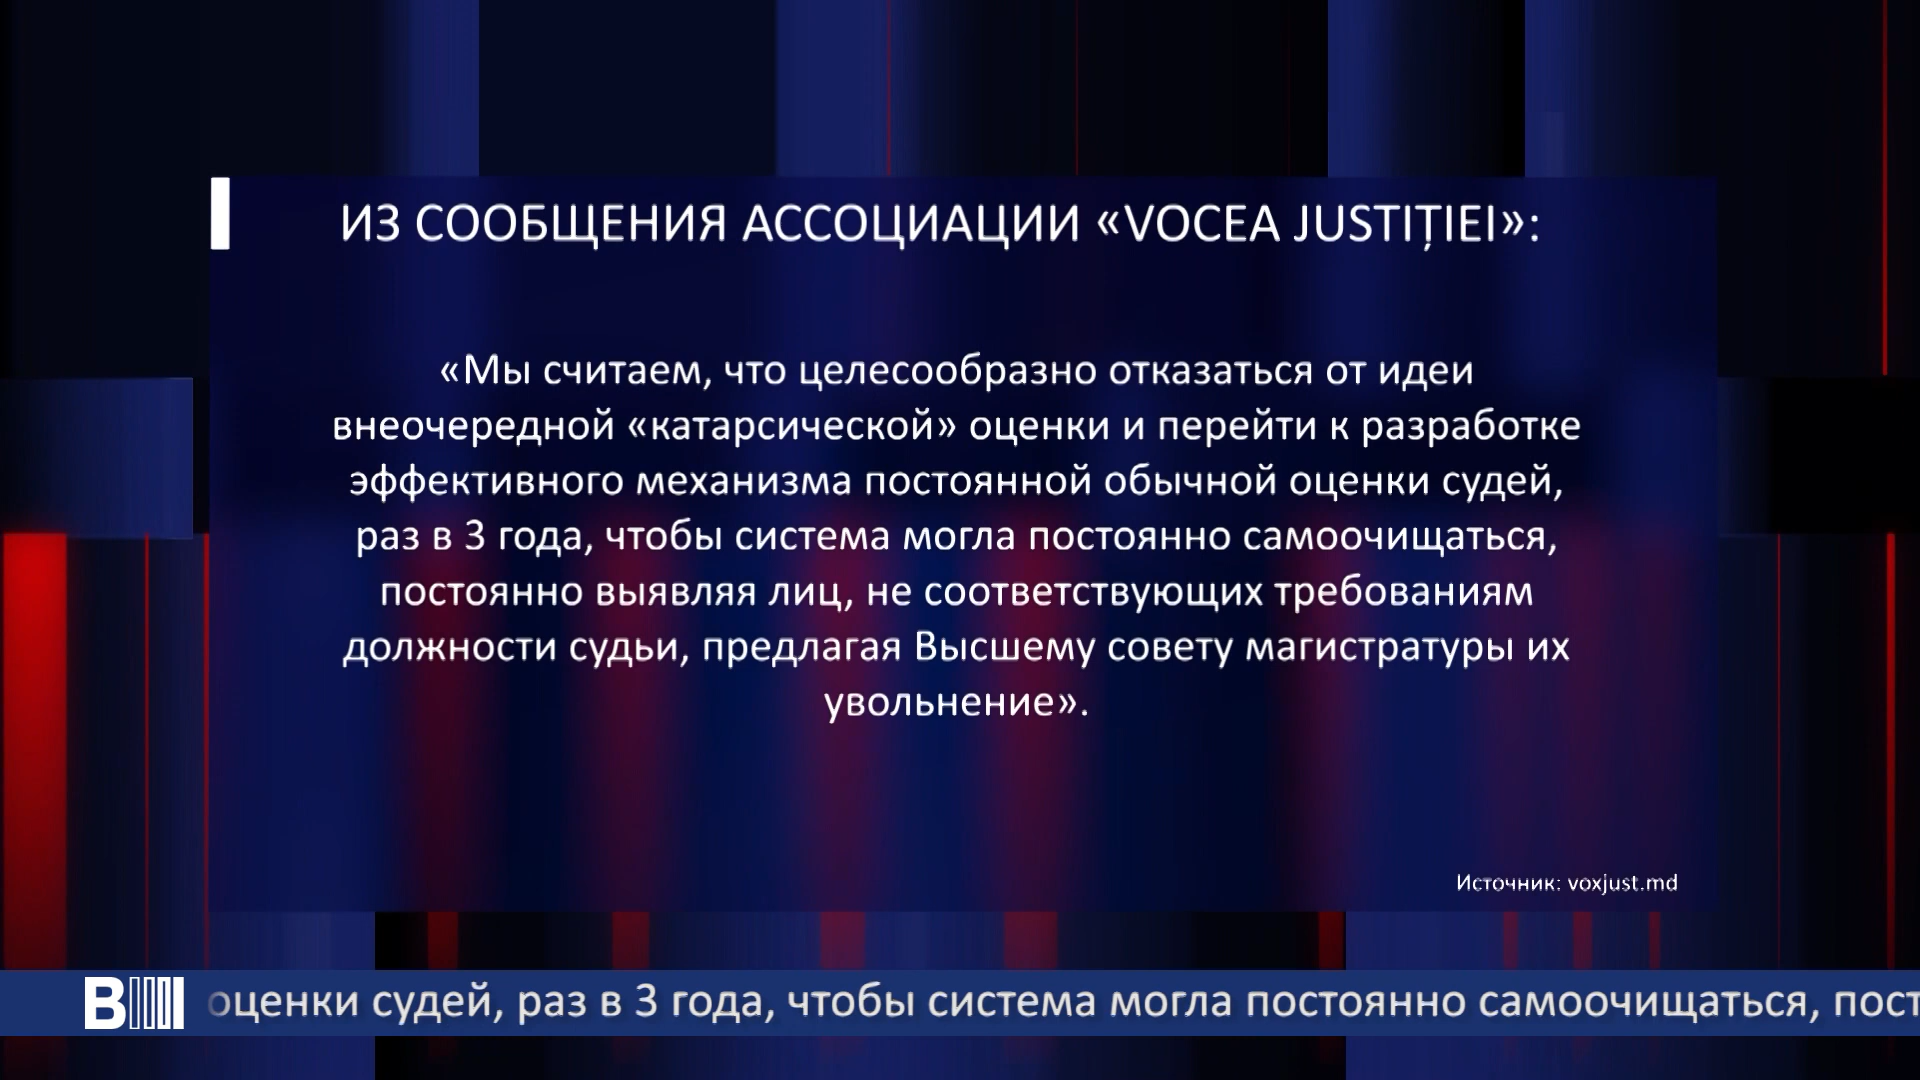 ИЗ СООБЩЕНИЯ АССОЦИАЦИИ «VOCEA JUSTIȚIEI»:
«Мы считаем, что целесообразно отказаться от идеи
внеочередной «катарсической» оценки и перейти к разработке
эффективного механизма постоянной обычной оценки судей,
раз в 3 года, чтобы система могла постоянно самоочищаться,
постоянно выявляя лиц, не соответствующих требованиям
должности судьи, предлагая Высшему совету магистратуры их
увольнение».
Источник: voxjust.md
В оценки судей, раз в 3 года, чтобы система могла постоянно самоочищаться, пост